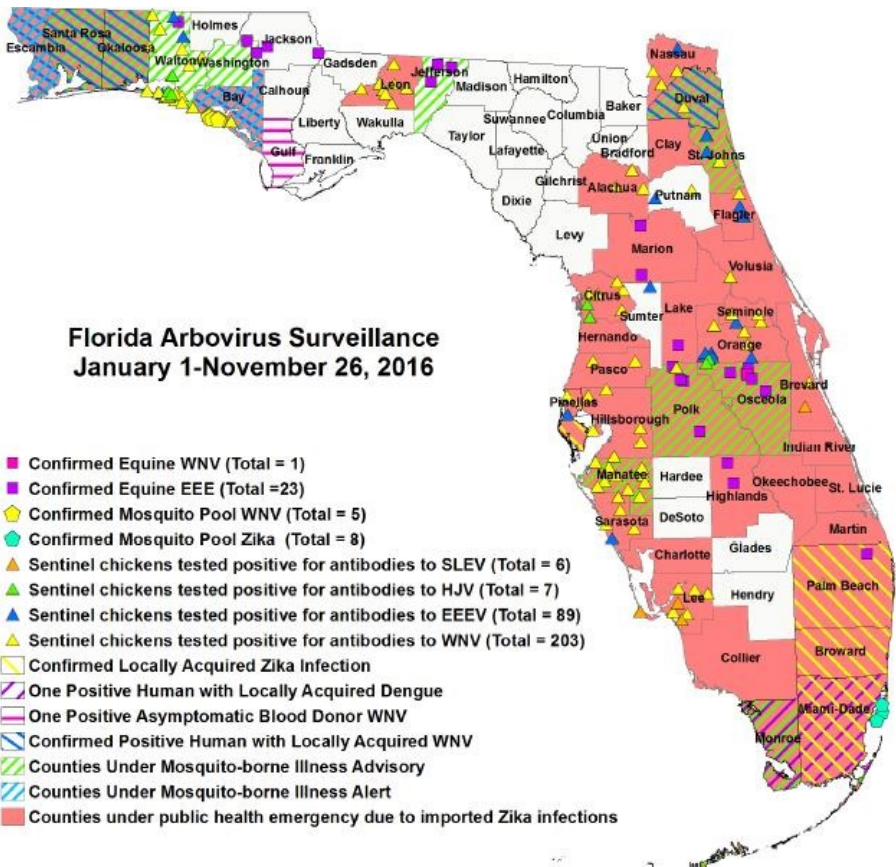 Holmes
Jackson
Santa Rosa
Escambia
Okaloosa
Walton
Washington
Gadsden
Jefferson
Leon
Madison
Hamilton
Nassau
Bay
Calhoun
Liberty
Wakulla
Suwannee
Columbia
Baker
Duval
Taylor
Lafayette
Union
Bradford
Clay
St. Johns
Gulf
Franklin
Gilchrist
Alachua
Putnam
Dixie
Flagler
Levy
Marion
Volusia
Citrus
Sumter
Lake
Seminole
Hernando
Orange
Florida Arbovirus Surveillance
January 1-November 26, 2016
Pasco
Brevard
Pinellas
Hillsborough
Polk
Osceola
Indian River
Manatee
Hardee
Okeechobee
St. Lucie
Highlands
DeSoto
Sarasota
Martin
Charlotte
Glades
Lee
Hendry
Palm Beach
Collier
Broward
Monroe
Miami-Dade
Confirmed Equine WNV (Total = 1)
Confirmed Equine EEE (Total =23)
Confirmed Mosquito Pool WNV (Total = 5)
Confirmed Mosquito Pool Zika (Total = 8)
Sentinel chickens tested positive for antibodies to SLEV (Total = 6)
Sentinel chickens tested positive for antibodies to HJV (Total = 7)
Sentinel chickens tested positive for antibodies to EEEV (Total = 89)
Sentinel chickens tested positive for antibodies to WNV (Total = 203)
Confirmed Locally Acquired Zika Infection
One Positive Human with Locally Acquired Dengue
One Positive Asymptomatic Blood Donor WNV
Confirmed Positive Human with Locally Acquired WNV
Counties Under Mosquito-borne Illness Advisory
Counties Under Mosquito-borne Illness Alert
Counties under public health emergency due to imported Zika infections